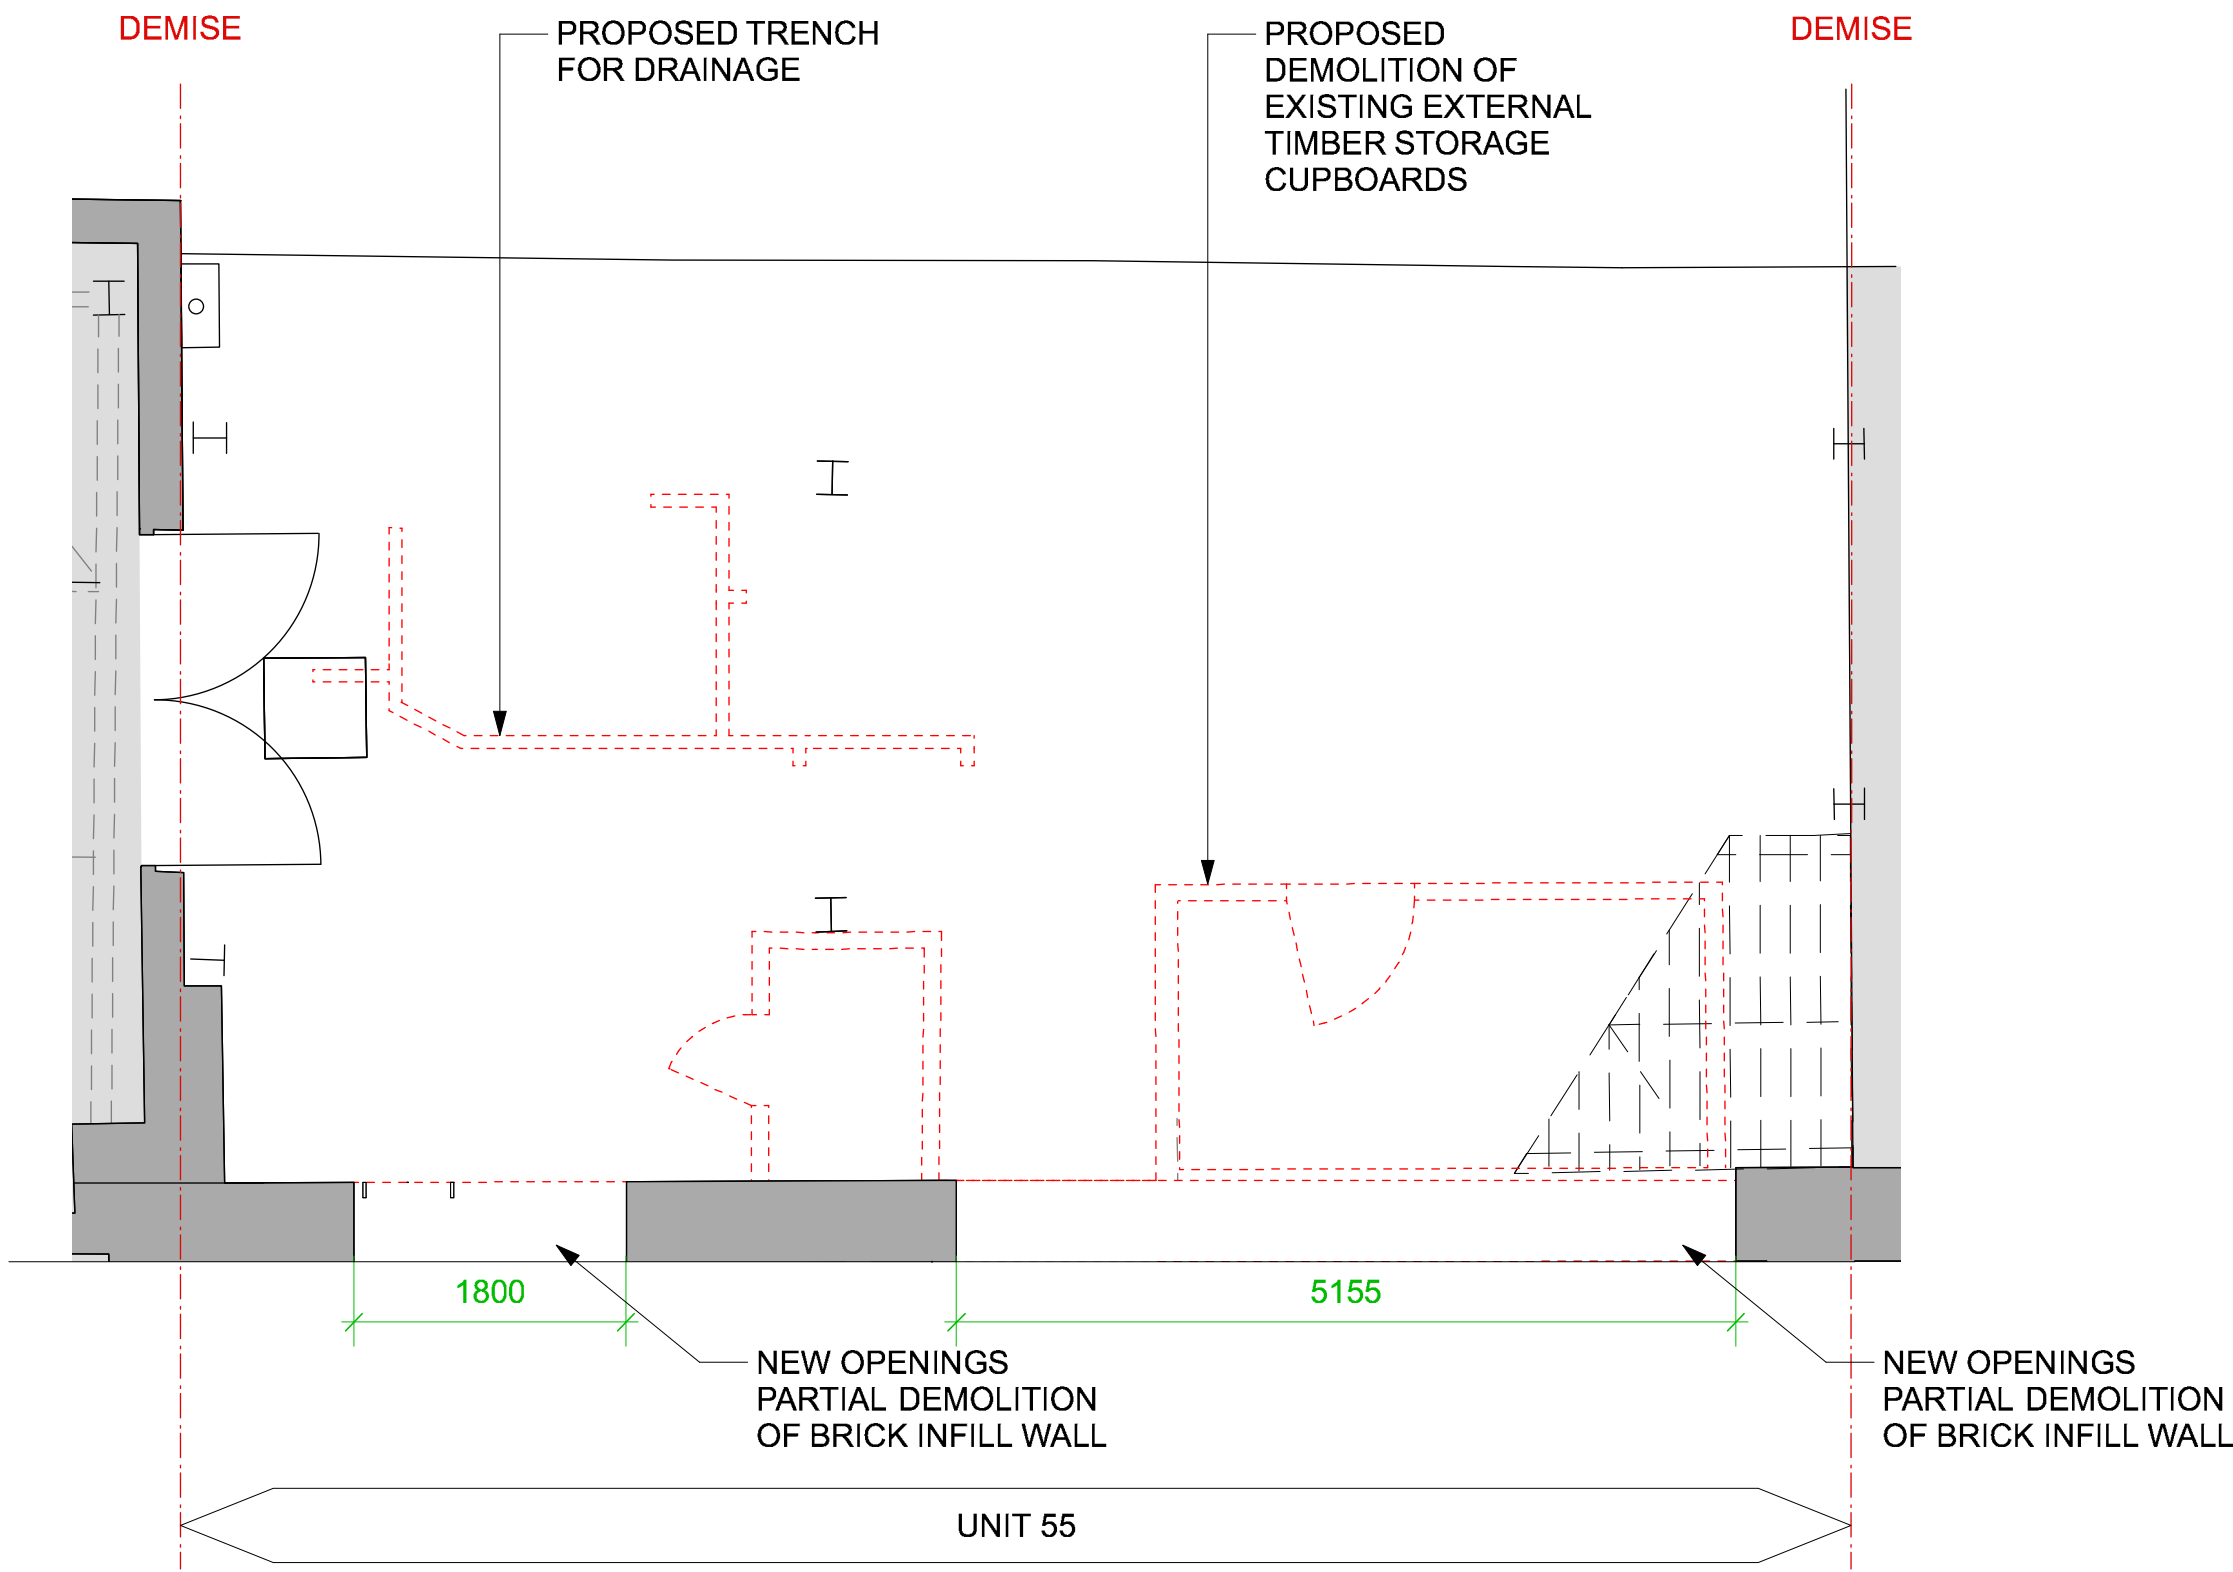 DEMISE
PROPOSED TRENCH
FOR DRAINAGE
PROPOSED
DEMOLITION OF
EXISTING EXTERNAL
TIMBER STORAGE
CUPBOARDS
DEMISE
1800
5155
NEW OPENINGS
PARTIAL DEMOLITION
OF BRICK INFILL WALL
NEW OPENINGS
PARTIAL DEMOLITION
OF BRICK INFILL WALL
UNIT 55